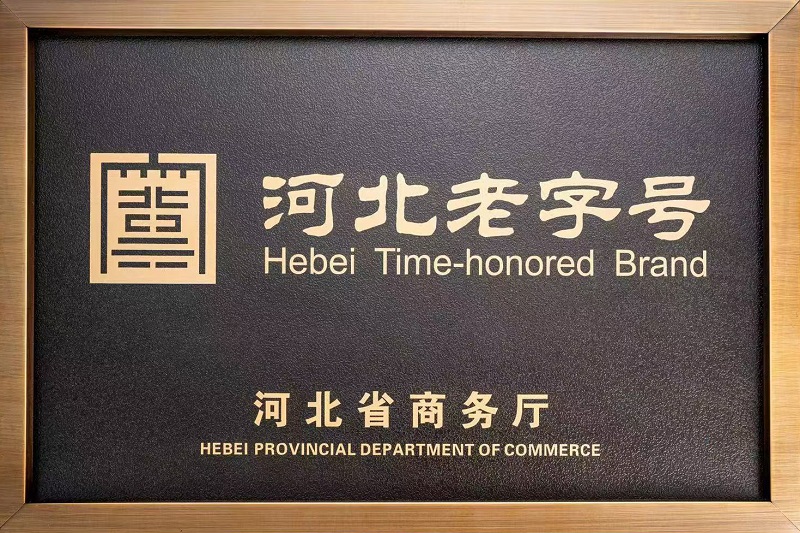 河北老字号
Hebei Time-honored Brand
河北省商务厅
HEBEI PROVINCIAL DEPARTMENT OF COMMERCE